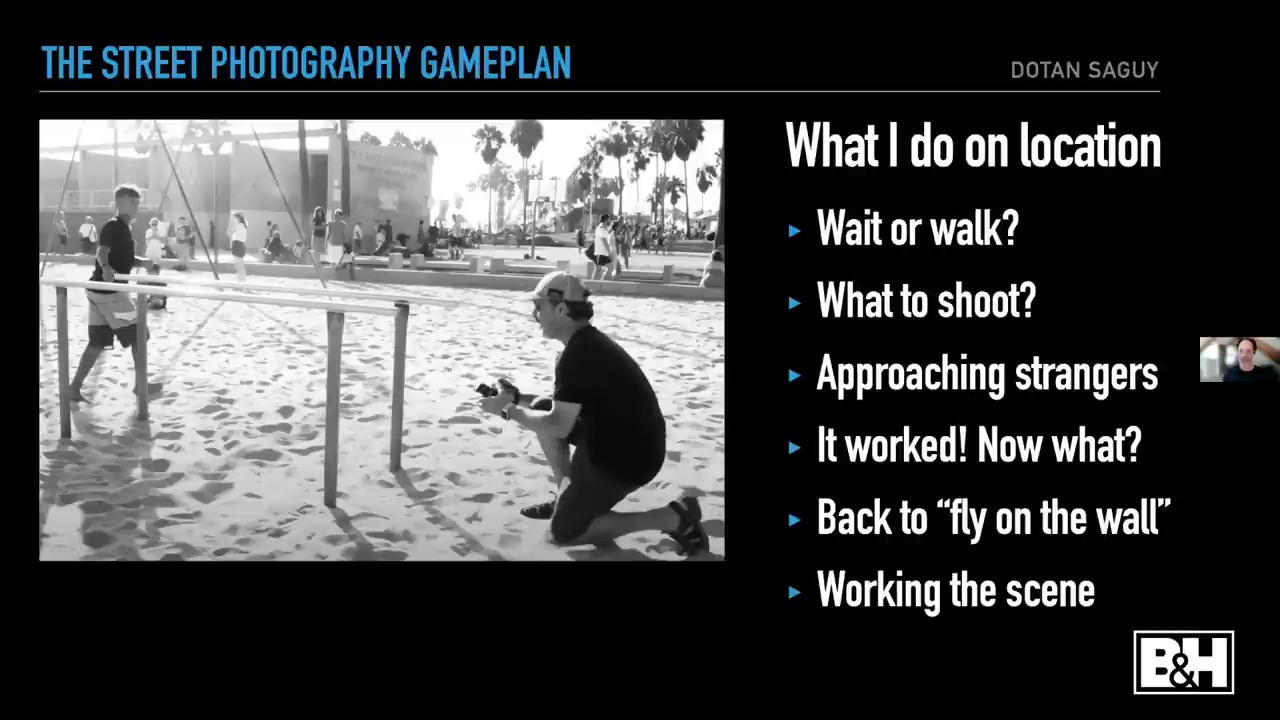 THE STREET PHOTOGRAPHY GAMEPLAN
DOTAN SAGUY
What I do on location
Wait or walk?
What to shoot?
Approaching strangers
It worked! Now what?
Back to “fly on the wall”
Working the scene
B&H